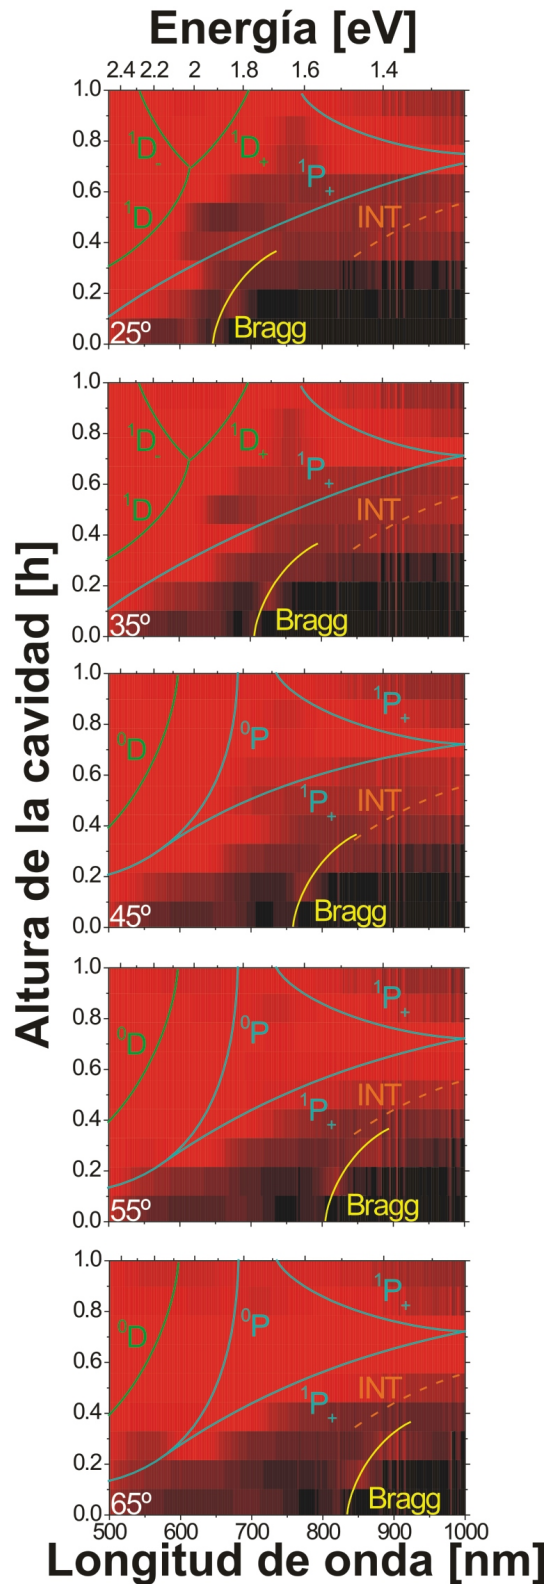 Energía [eV]
2.4 2.2 2 1.8 1.6 1.4
Altura de la cavidad [h]
1.0
0.8
0.6
0.4
0.2
0.0
¹D₋ ¹D₊ ¹P₊
¹D INT
Bragg
25º
1.0
0.8
0.6
0.4
0.2
0.0
¹D₋ ¹D₊ ¹P₊
¹D INT
Bragg
35º
1.0
0.8
0.6
0.4
0.2
0.0
¹P₊
⁰D ⁰P
¹P₊ INT
Bragg
45º
1.0
0.8
0.6
0.4
0.2
0.0
¹P₊
⁰D ⁰P
¹P₊ INT
Bragg
55º
1.0
0.8
0.6
0.4
0.2
0.0
¹P₊
⁰D ⁰P
¹P₊ INT
Bragg
65º
500 600 700 800 900 1000
Longitud de onda [nm]